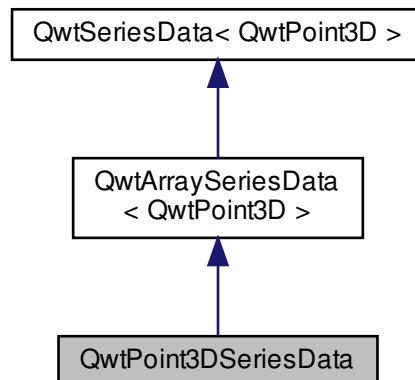 QwtSeriesData< QwtPoint3D >
QwtArraySeriesData
< QwtPoint3D >
QwtPoint3DSeriesData